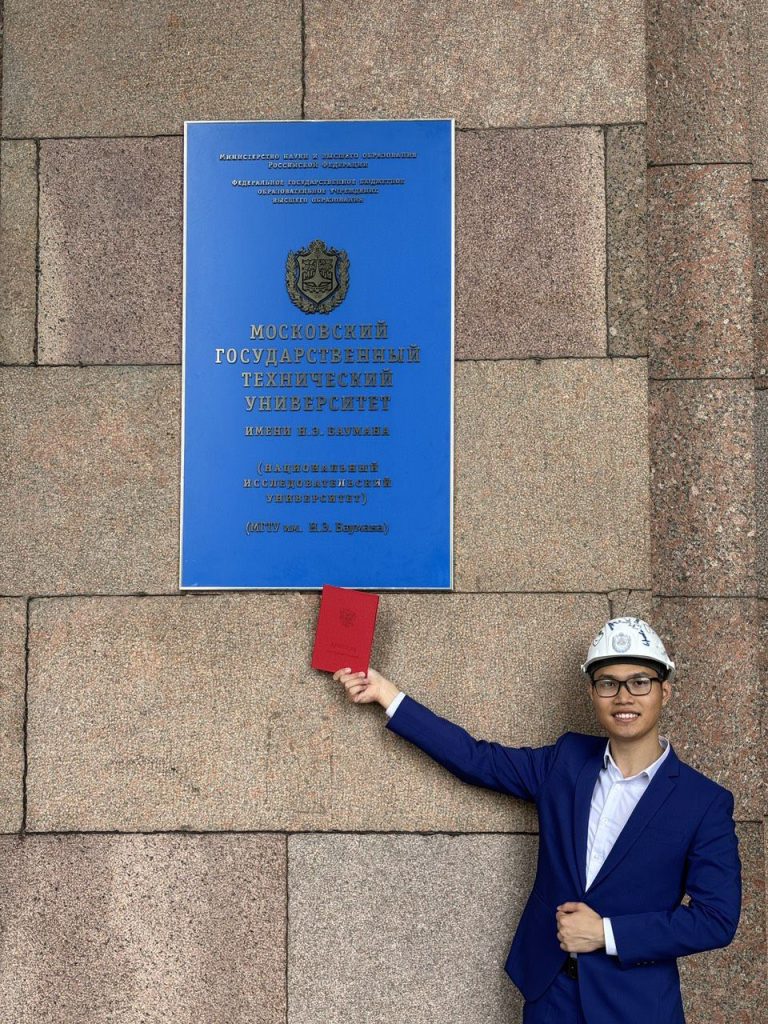 Министерство науки и высшего образования
Российской Федерации
Федеральное государственное бюджетное
образовательное учреждение
высшего образования
МОСКОВСКИЙ
ГОСУДАРСТВЕННЫЙ
ТЕХНИЧЕСКИЙ
УНИВЕРСИТЕТ
ИМЕНИ Н.Э. БАУМАНА
(НАЦИОНАЛЬНЫЙ
ИССЛЕДОВАТЕЛЬСКИЙ
УНИВЕРСИТЕТ)
(МГТУ им. Н.Э. Баумана)